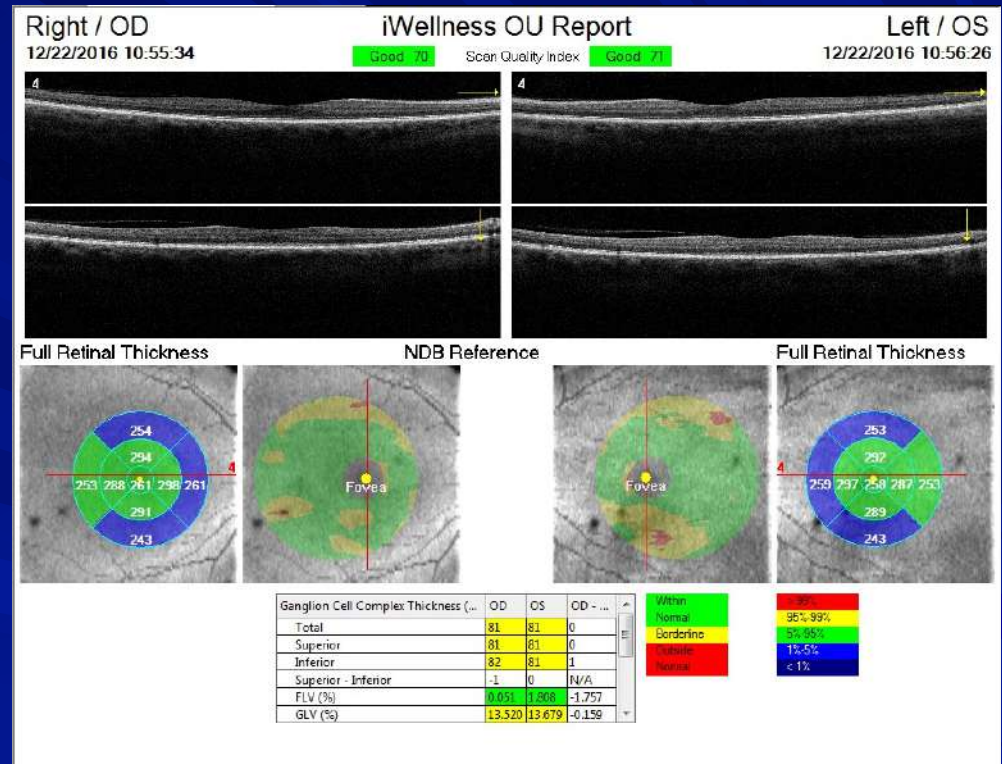 Right / OD iWellness OU Report Left / OS
12/22/2016 10:55:34 Good 70 Scan Quality Index Good 71 12/22/2016 10:56:26
4 4
Full Retinal Thickness NDB Reference Full Retinal Thickness
254 253
294 292
4 4
253 288 261 298 261 Fovea Fovea 259 297 258 287 253
291 289
243 243
Ganglion Cell Complex Thickness (... OD OS OD - ...
Total 81 81 0
Superior 81 81 0
Inferior 82 81 1
Superior - Inferior -1 0 N/A
FLV (%) 0.051 1.808 -1.757
GLV (%) 13.520 13.679 -0.159
Within
Normal
Borderline
Outside
Normal
> 99%
95%-99%
5%-95%
1%-5%
< 1%